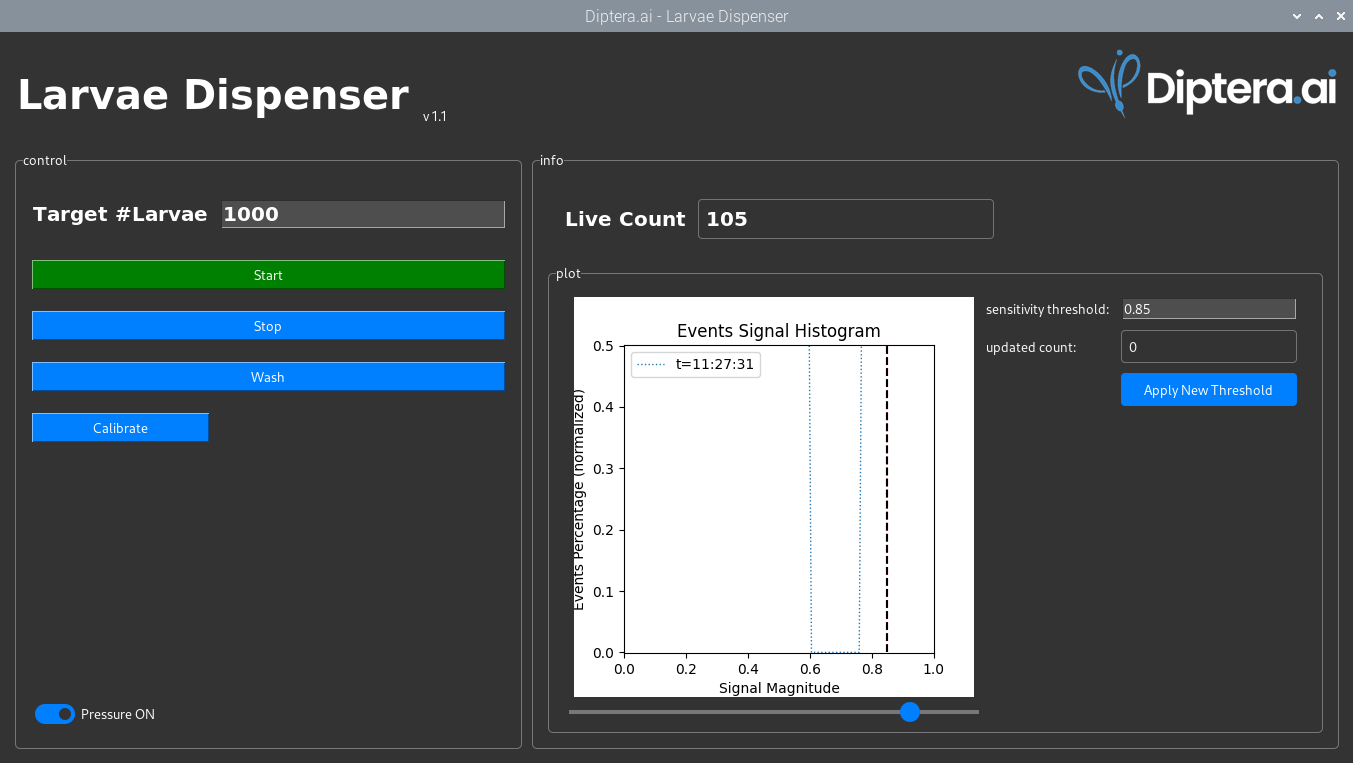 Diptera.ai - Larvae Dispenser
Larvae Dispenser
v 1.1
Diptera.ai
control
Target #Larvae 1000
Start
Stop
Wash
Calibrate
Pressure ON
info
Live Count 105
plot
Events Signal Histogram
t=11:27:31
Events Percentage (normalized)
0.5
0.4
0.3
0.2
0.1
0.0
0.0 0.2 0.4 0.6 0.8 1.0
Signal Magnitude
sensitivity threshold: 0.85
updated count: 0
Apply New Threshold